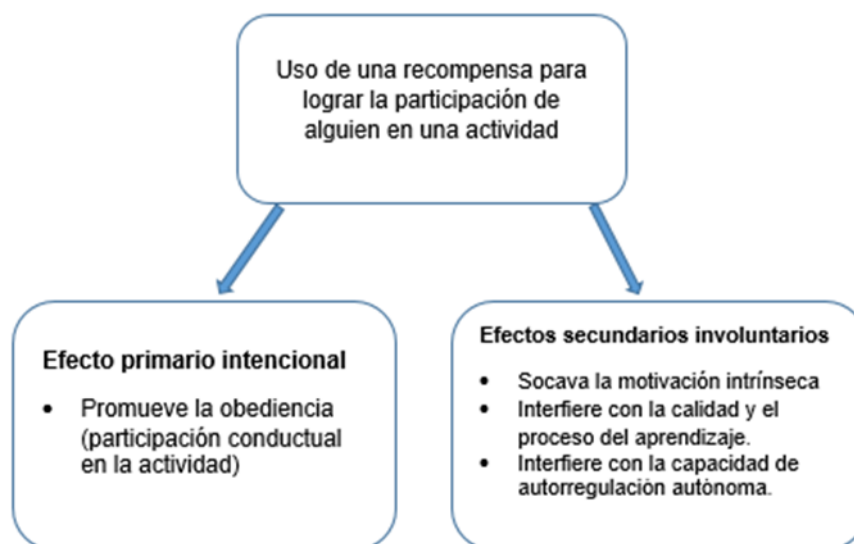 Uso de una recompensa para
lograr la participación de
alguien en una actividad
Efecto primario intencional
• Promueve la obediencia
(participación conductual
en la actividad)
Efectos secundarios involuntarios
• Socava la motivación intrínseca
• Interfiere con la calidad y el
proceso del aprendizaje.
• Interfiere con la capacidad de
autorregulación autónoma.